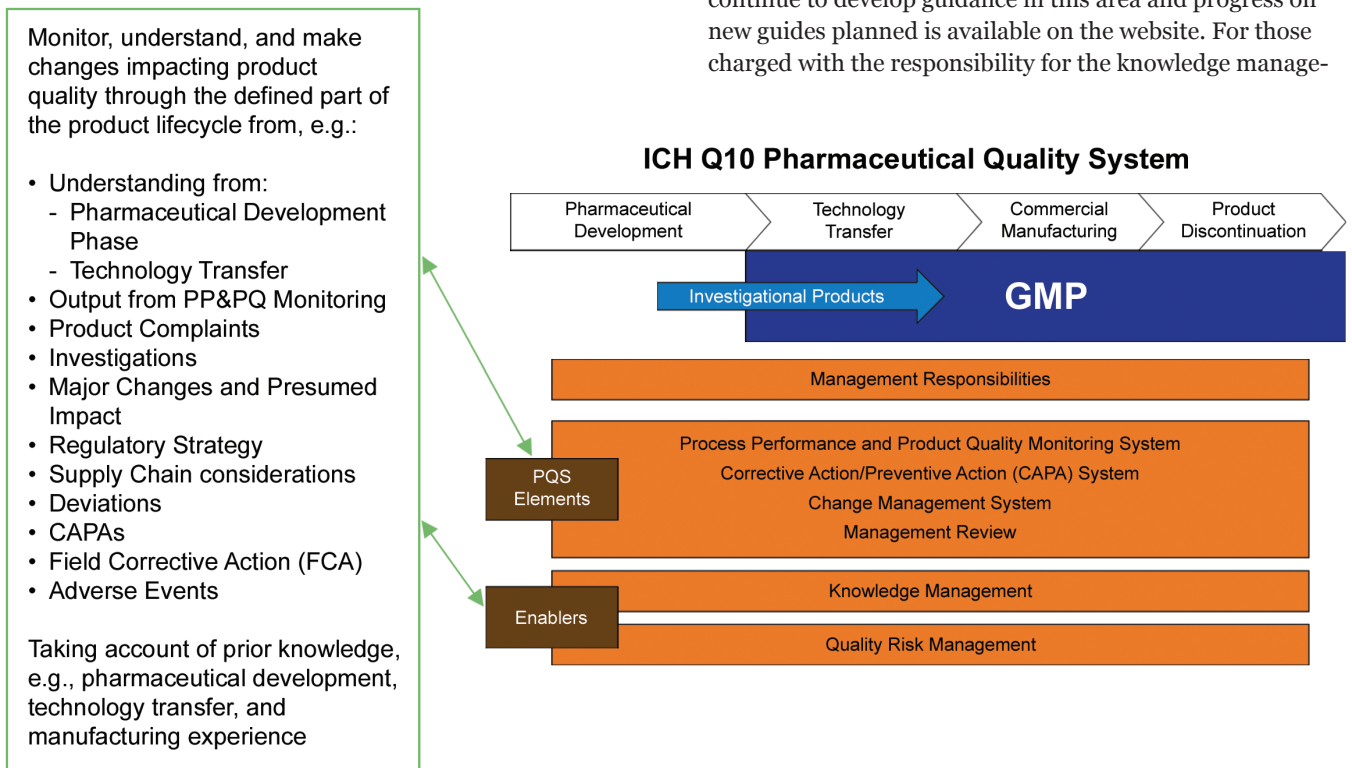 continue to develop guidance in this area and progress on
new guides planned is available on the website. For those
charged with the responsibility for the knowledge manage-
Monitor, understand, and make
changes impacting product
quality through the defined part of
the product lifecycle from, e.g.:
• Understanding from:
- Pharmaceutical Development
Phase
- Technology Transfer
• Output from PP&PQ Monitoring
• Product Complaints
• Investigations
• Major Changes and Presumed
Impact
• Regulatory Strategy
• Supply Chain considerations
• Deviations
• CAPAs
• Field Corrective Action (FCA)
• Adverse Events
Taking account of prior knowledge,
e.g., pharmaceutical development,
technology transfer, and
manufacturing experience
ICH Q10 Pharmaceutical Quality System
Pharmaceutical
Development
Technology
Transfer
Commercial
Manufacturing
Product
Discontinuation
Investigational Products
GMP
Management Responsibilities
PQS
Elements
Process Performance and Product Quality Monitoring System
Corrective Action/Preventive Action (CAPA) System
Change Management System
Management Review
Enablers
Knowledge Management
Quality Risk Management